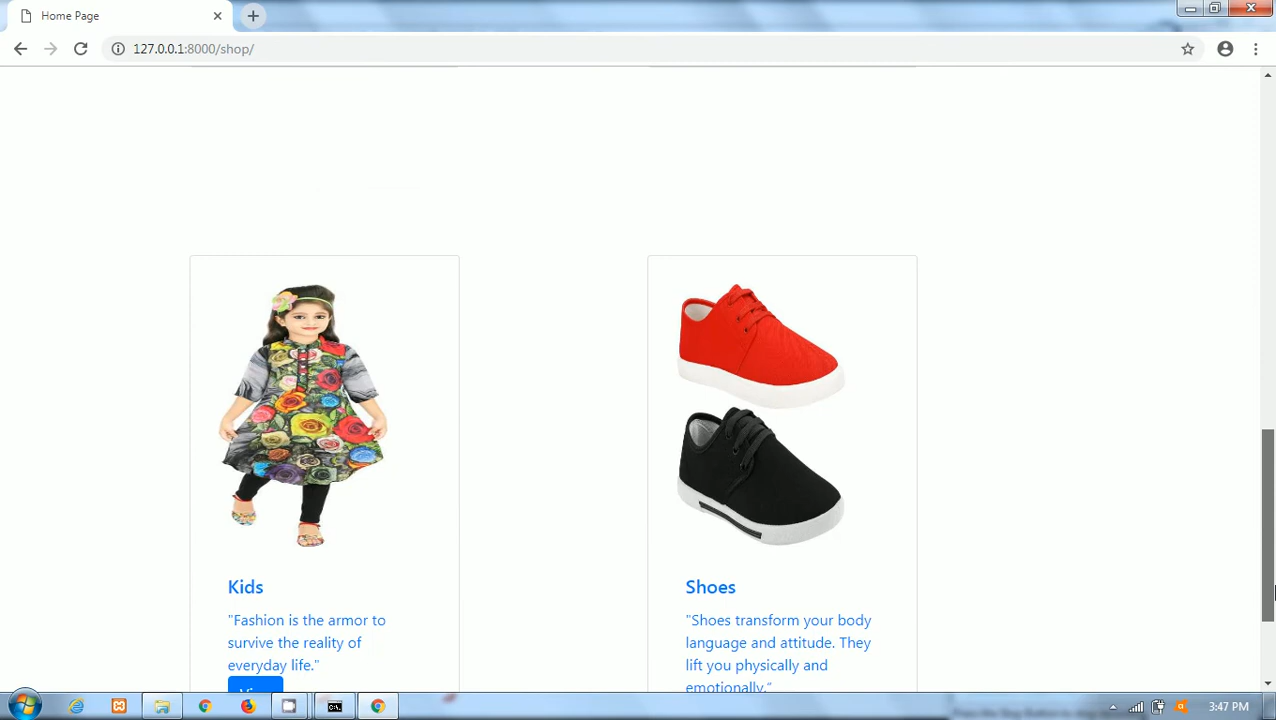 Home Page
127.0.0.1:8000/shop/
Kids
"Fashion is the armor to
survive the reality of
everyday life."
Shoes
"Shoes transform your body
language and attitude. They
lift you physically and
emotionally."
3:47 PM